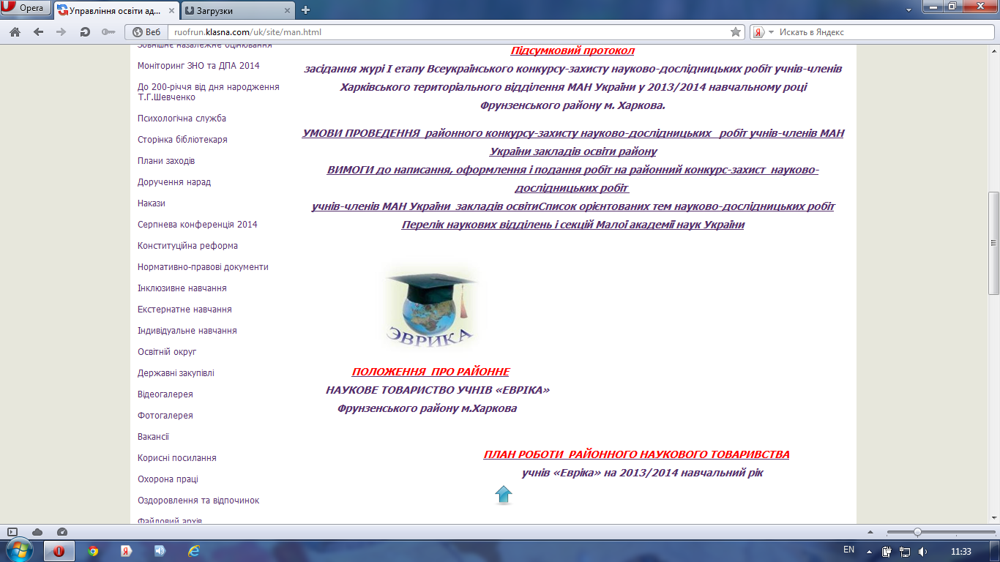 Opera
Управління освіти ад...
Загрузки
Веб
ruofrun.klasna.com/uk/site/man.html
Искать в Яндекс
Зовнішнє незалежне оцінювання
Моніторинг ЗНО та ДПА 2014
До 200-річчя від дня народження
Т.Г.Шевченко
Психологічна служба
Сторінка бібліотекаря
Плани заходів
Доручення нарад
Накази
Серпнева конференція 2014
Конституційна реформа
Нормативно-правові документи
Інклюзивне навчання
Екстернатне навчання
Індивідуальне навчання
Освітній округ
Державні закупівлі
Відеогалерея
Фотогалерея
Вакансії
Корисні посилання
Охорона праці
Оздоровлення та відпочинок
Файловий архів
Підсумковий протокол
засідання журі І етапу Всеукраїнського конкурсу-захисту науково-дослідницьких робіт учнів-членів
Харківського територіального відділення МАН України у 2013/2014 навчальному році
Фрунзенського району м. Харкова.
УМОВИ ПРОВЕДЕННЯ районного конкурсу-захисту науково-дослідницьких робіт учнів-членів МАН
України закладів освіти району
ВИМОГИ до написання, оформлення і подання робіт на районний конкурс-захист науково-
дослідницьких робіт
учнів-членів МАН України закладів освітиСписок орієнтованих тем науково-дослідницьких робіт
Перелік наукових відділень і секцій Малої академії наук України
ЭВРИКА
ПОЛОЖЕННЯ ПРО РАЙОННЕ
НАУКОВЕ ТОВАРИСТВО УЧНІВ «ЕВРІКА»
Фрунзенського району м.Харкова
ПЛАН РОБОТИ РАЙОННОГО НАУКОВОГО ТОВАРИВСТВА
учнів «Евріка» на 2013/2014 навчальний рік
EN
11:33